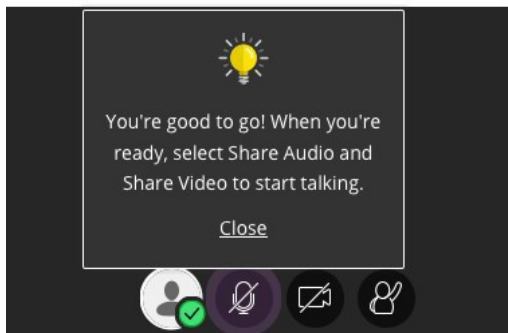 You're good to go! When you're
ready, select Share Audio and
Share Video to start talking.
Close